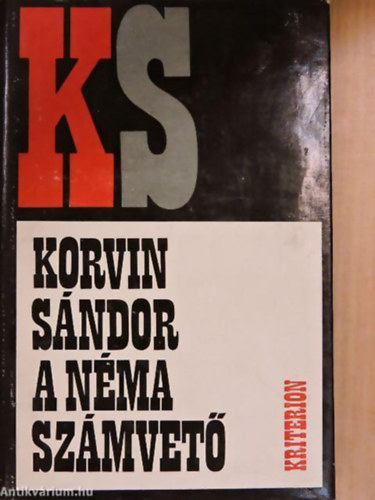 KS
KORVIN
SÁNDOR
A NÉMA
SZÁMVETŐ
KRITERION
Antikvárium.hu